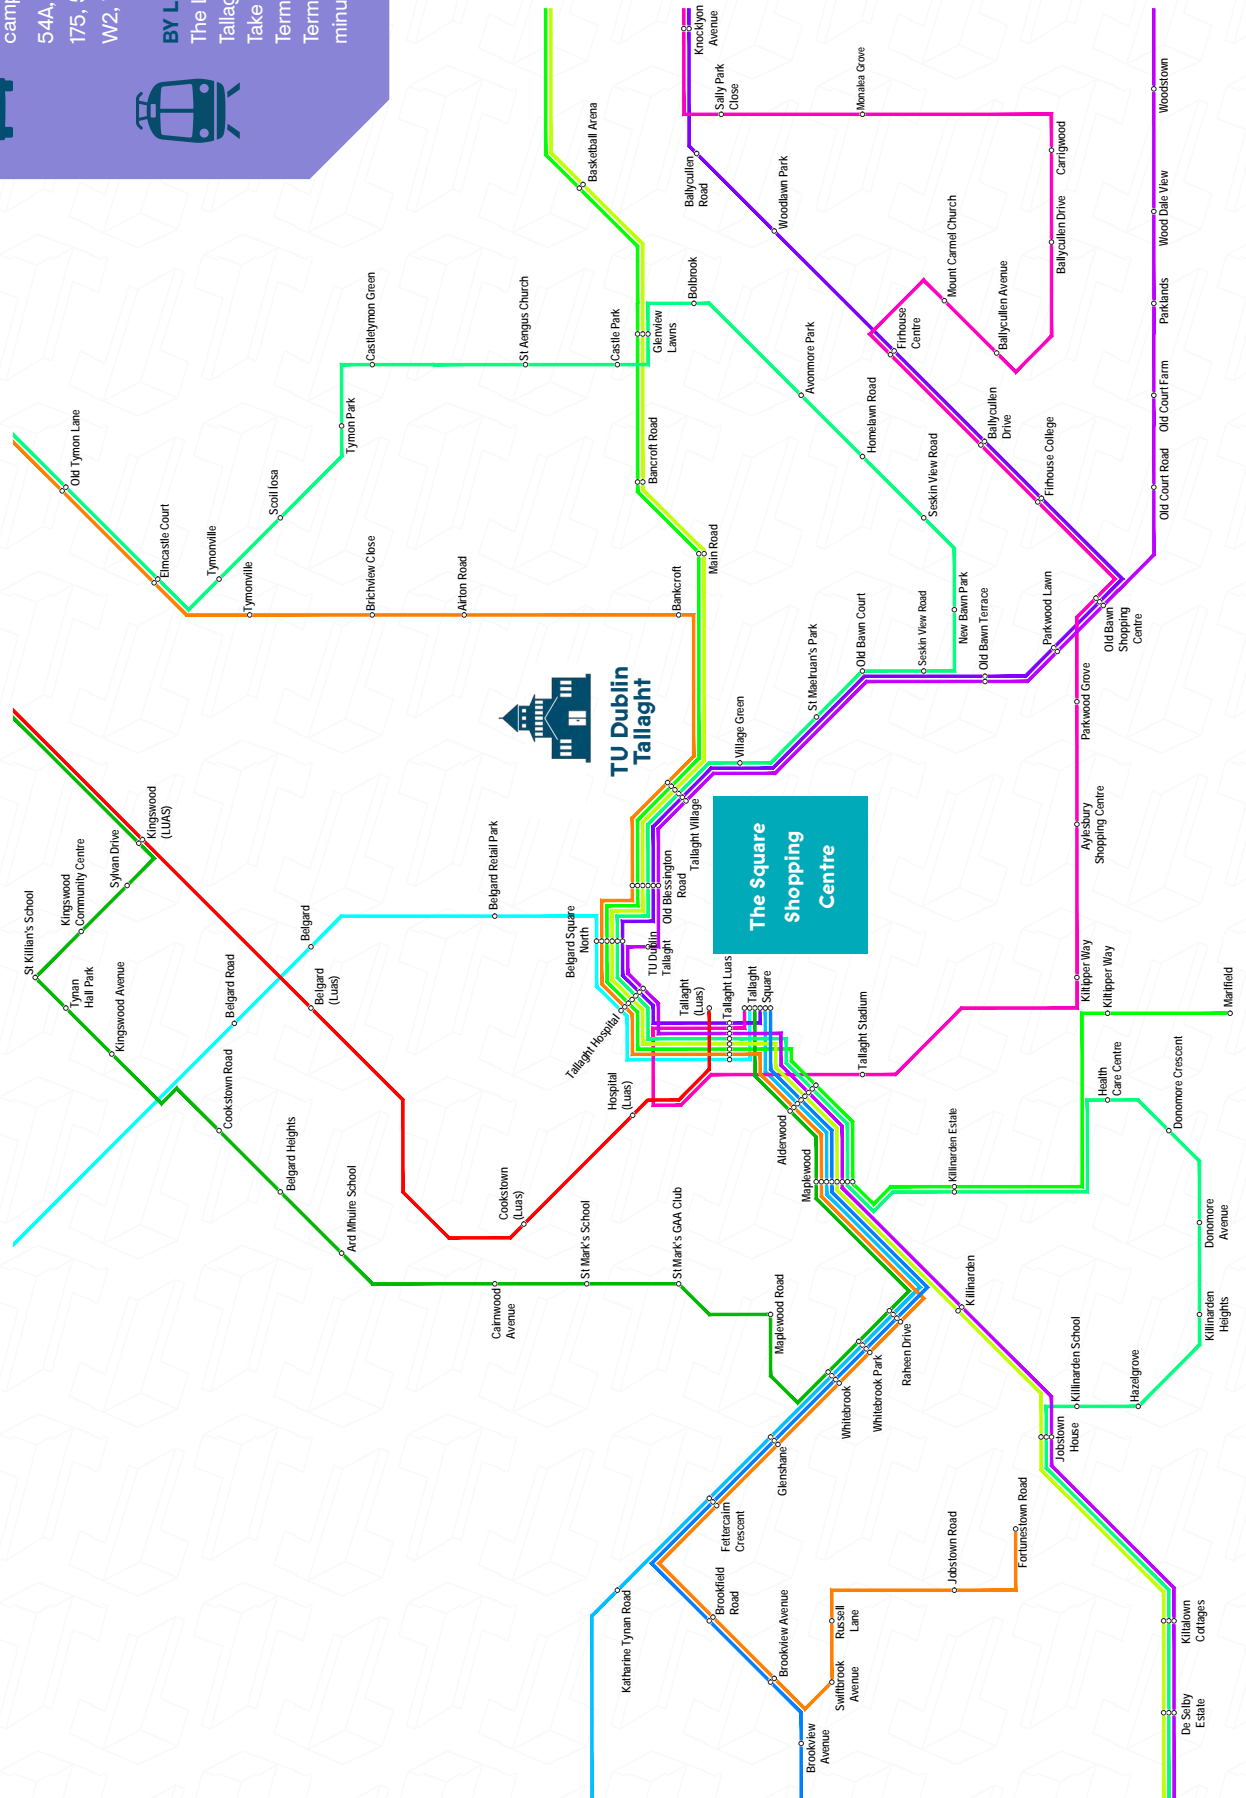 camp
54A,
175,
W2,
BY L
The L
Tallag
Take
Term
Term
minu
Knocklyon
Avenue
Sally Park
Close
Monalea Grove
Carrigwood
Ballycullen Drive
Mount Carmel Church
Ballycullen Avenue
Ballycullen
Road
Woodlawn Park
Firhouse
Centre
Ballycullen
Drive
Firhouse College
Woodstown
Wood Dale View
Parklands
Old Court Farm
Old Court Road
Basketball Arena
Castletymon Green
St Aengus Church
Castle Park
Glenview
Lawns
Bolbrook
Avonmore Park
Homelawn Road
Seskin View Road
New Bawn Park
Seskin View Road
Old Bawn Terrace
Old Bawn Court
St Maelruan's Park
Village Green
Parkwood Lawn
Old Bawn
Shopping
Centre
Parkwood Grove
Aylesbury
Shopping Centre
Kiltipper Way
Kiltipper Way
Marlfield
Old Tymon Lane
Elmcastle Court
Tymonville
Scoil Iosa
Tymon Park
Tymonville
Brichview Close
Airton Road
Bankcroft
Bancroft Road
Main Road
TU Dublin
Tallaght
The Square
Shopping
Centre
Tallaght Village
Old Blessington
Road
Belgard Square
North
TU Dublin
Tallaght
Tallaght Hospital
Tallaght
(Luas)
Tallaght Luas
Tallaght
Square
Tallaght Stadium
Hospital
(Luas)
Cookstown
(Luas)
Belgard
(Luas)
Kingswood
(LUAS)
Sylvan Drive
Kingswood
Community Centre
St Killian's School
Tynan
Hall Park
Kingswood Avenue
Belgard Road
Belgard
Belgard Retail Park
Cookstown Road
Belgard Heights
Ard Mhuire School
Cairnwood
Avenue
St Mark's School
St Mark's GAA Club
Maplewood Road
Alderwood
Maplewood
Killinarden Estate
Health
Care Centre
Donomore Crescent
Donomore
Avenue
Killinarden
Heights
Hazelgrove
Killinarden School
Killinarden
Jobstown
House
Raheen Drive
Whitebrook Park
Whitebrook
Glenshane
Fettercairn
Crescent
Katharine Tynan Road
Brookfield
Road
Brookview Avenue
Brookview
Avenue
Swiftbrook
Avenue
Russell
Lane
Jobstown Road
Fortunestown Road
Kiltalown
Cottages
De Selby
Estate